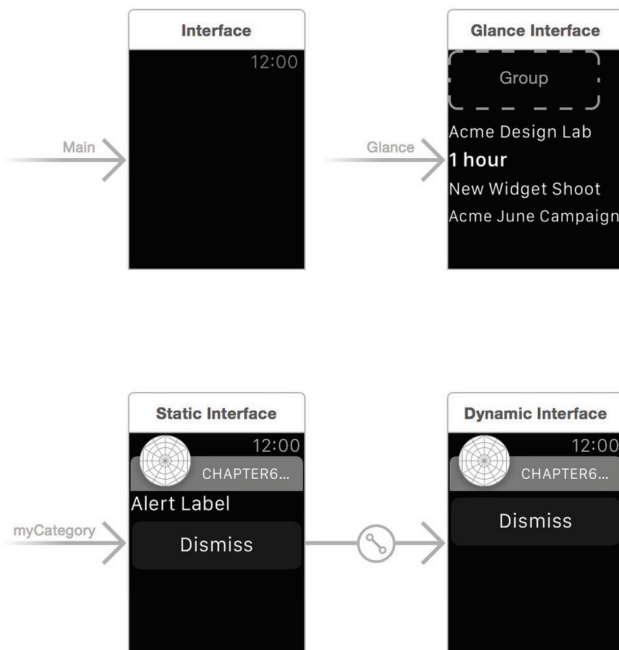 Interface
12:00
Main
Glance Interface
Group
Glance
Acme Design Lab
1 hour
New Widget Shoot
Acme June Campaign
Static Interface
12:00
CHAPTER6...
Alert Label
myCategory
Dismiss
Dynamic Interface
12:00
CHAPTER6...
Dismiss